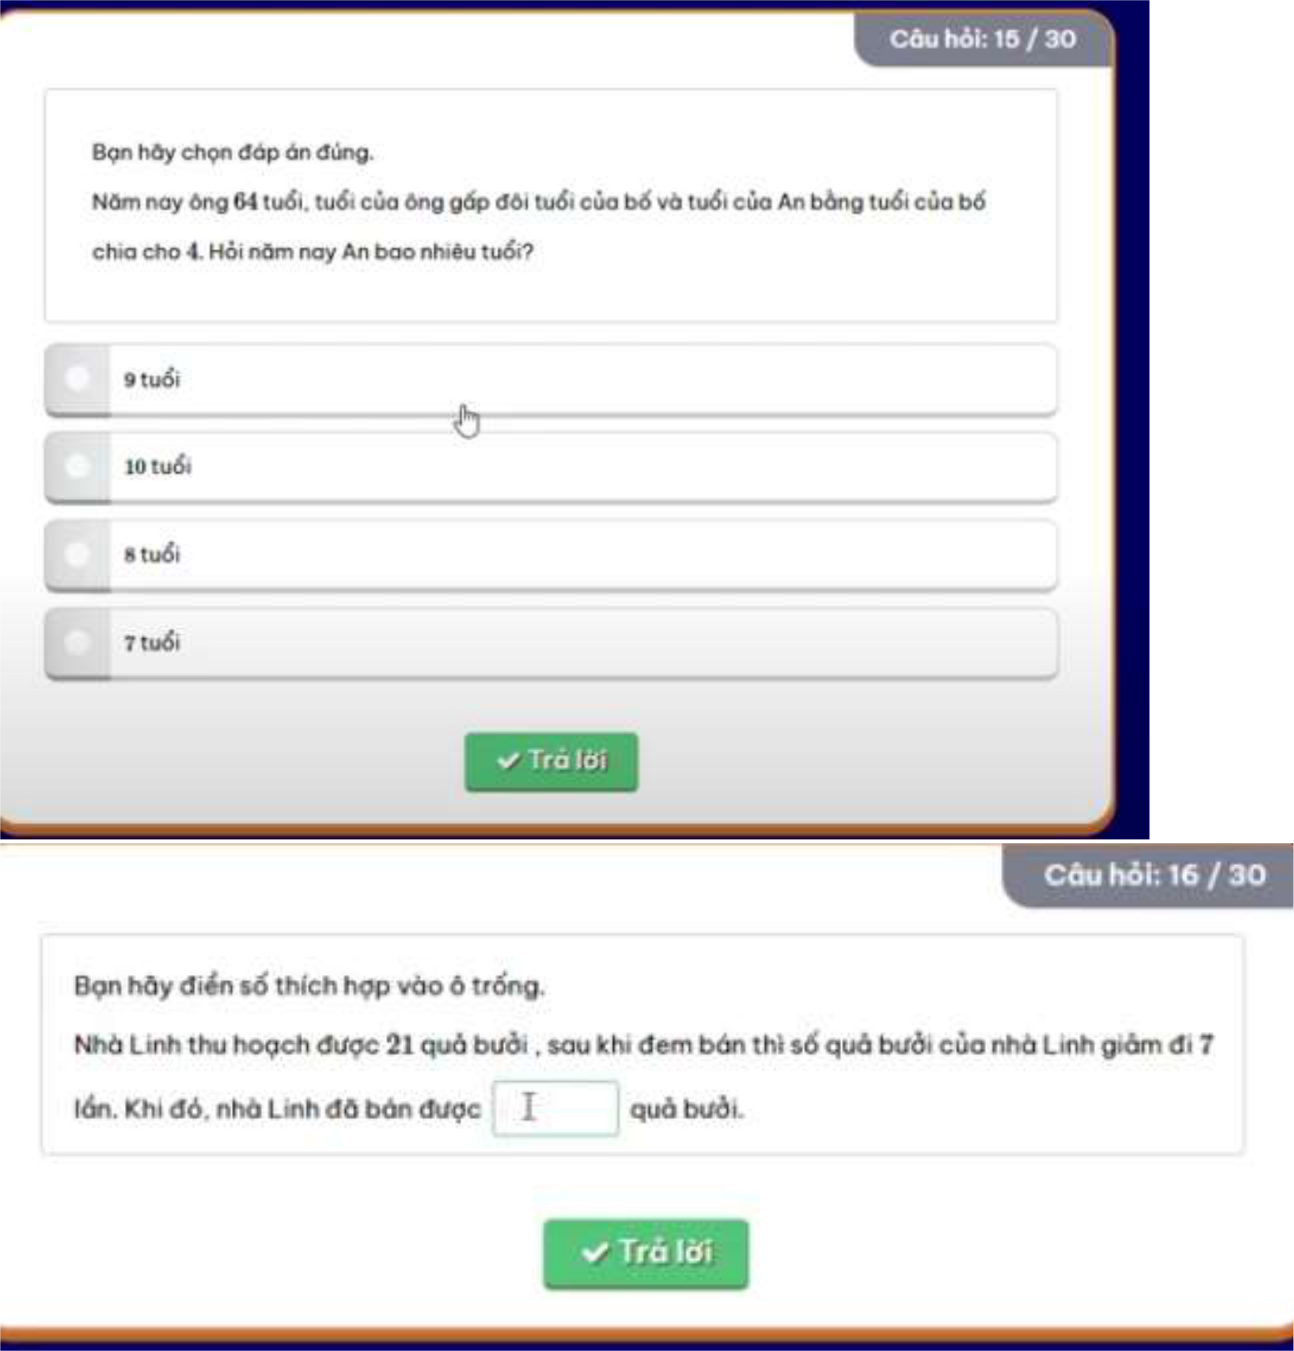 Câu hỏi: 15 / 30
Bạn hãy chọn đáp án đúng.
Năm nay ông 64 tuổi, tuổi của ông gấp đôi tuổi của bố và tuổi của An bằng tuổi của bố
chia cho 4. Hỏi năm nay An bao nhiêu tuổi?
9 tuổi
10 tuổi
8 tuổi
7 tuổi
Trả lời
Câu hỏi: 16 / 30
Bạn hãy điền số thích hợp vào ô trống.
Nhà Linh thu hoạch được 21 quả bưởi , sau khi đem bán thì số quả bưởi của nhà Linh giảm đi 7
lần. Khi đó, nhà Linh đã bán được quả bưởi.
Trả lời